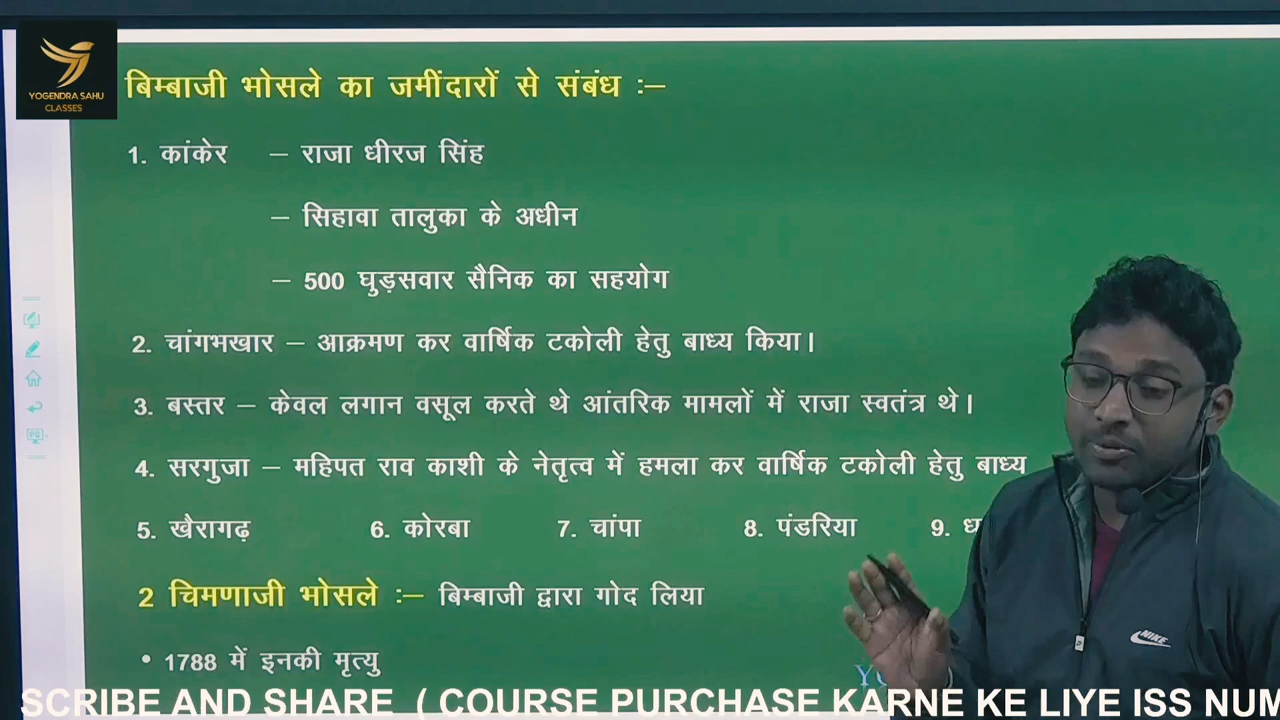 YOGENDRA SAHU
CLASSES
बिम्बाजी भोसले का जमींदारों से संबंध :–
1. कांकेर – राजा धीरज सिंह
– सिहावा तालुका के अधीन
– 500 घुड़सवार सैनिक का सहयोग
2. चांगभखार – आक्रमण कर वार्षिक टकोली हेतु बाध्य किया।
3. बस्तर – केवल लगान वसूल करते थे आंतरिक मामलों में राजा स्वतंत्र थे।
4. सरगुजा – महिपत राव काशी के नेतृत्व में हमला कर वार्षिक टकोली हेतु बाध्य
5. खैरागढ़ 6. कोरबा 7. चांपा 8. पंडरिया 9.
2 चिमणाजी भोसले :– बिम्बाजी द्वारा गोद लिया
• 1788 में इनकी मृत्यु
NIKE
SCRIBE AND SHARE ( COURSE PURCHASE KARNE KE LIYE ISS NUM